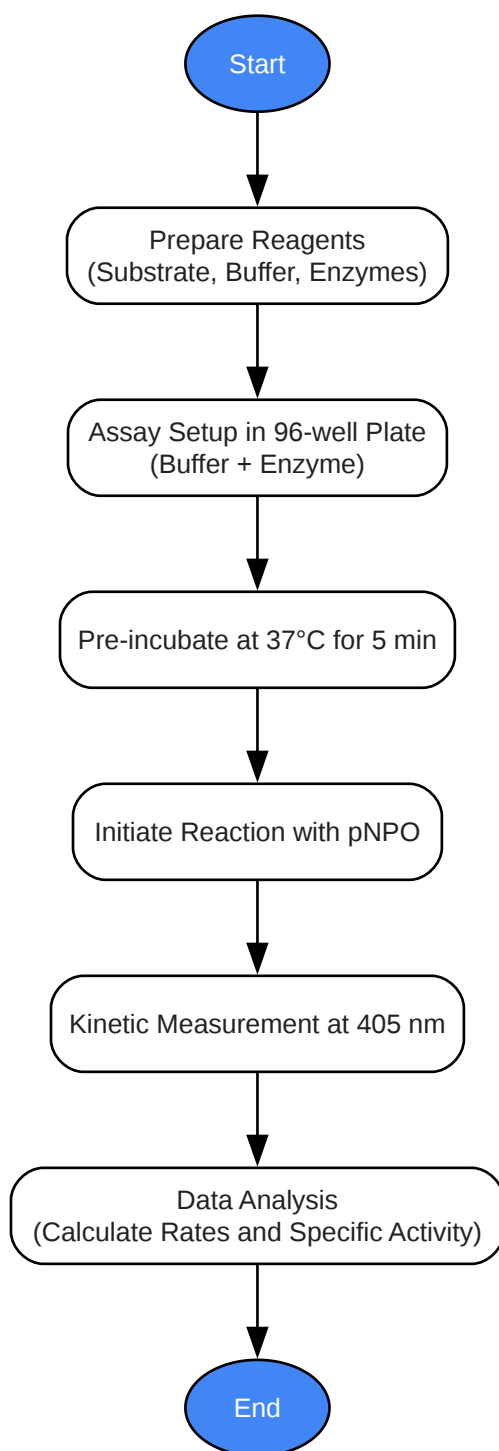 Start
Prepare Reagents
(Substrate, Buffer, Enzymes)
Assay Setup in 96-well Plate
(Buffer + Enzyme)
Pre-incubate at 37°C for 5 min
Initiate Reaction with pNPO
Kinetic Measurement at 405 nm
Data Analysis
(Calculate Rates and Specific Activity)
End